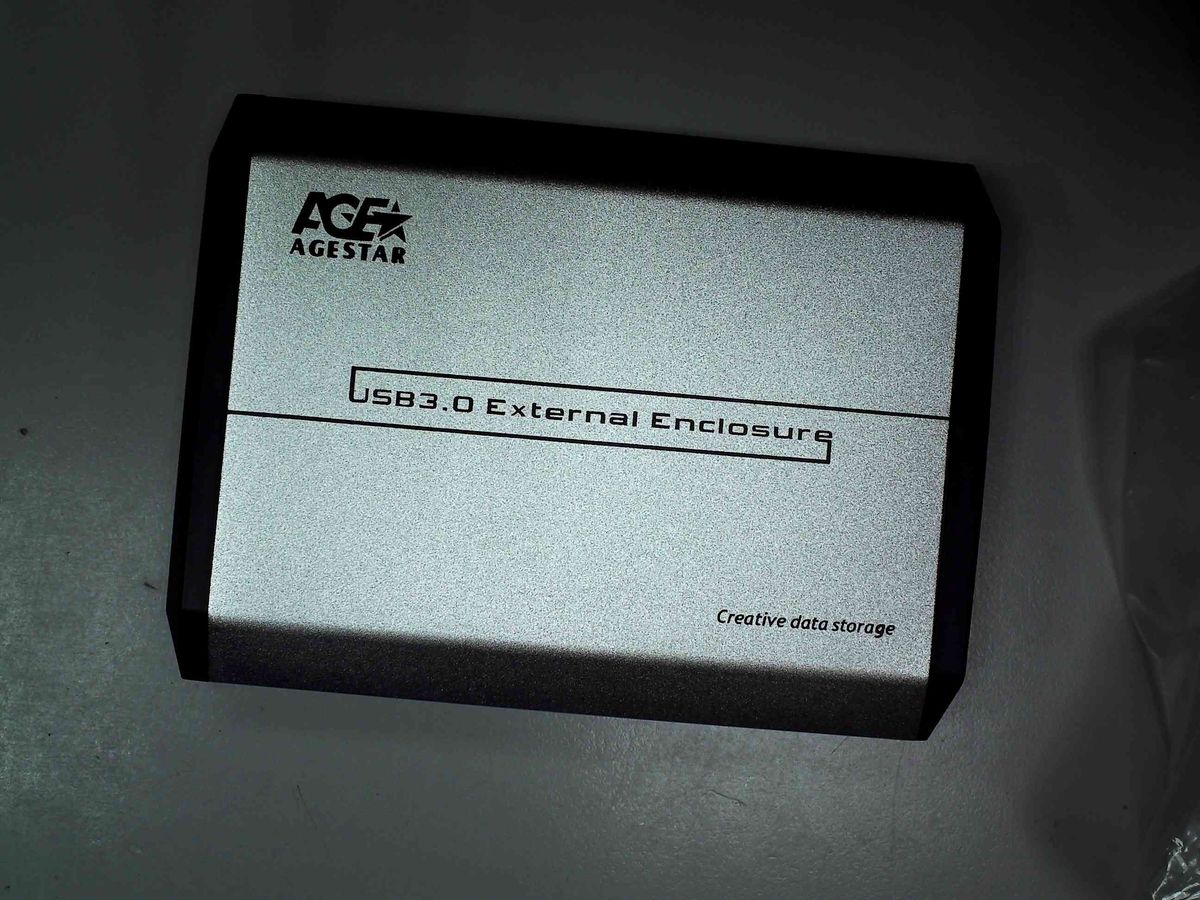 AGE
AGESTAR
USB3.0 External Enclosure
Creative data storage